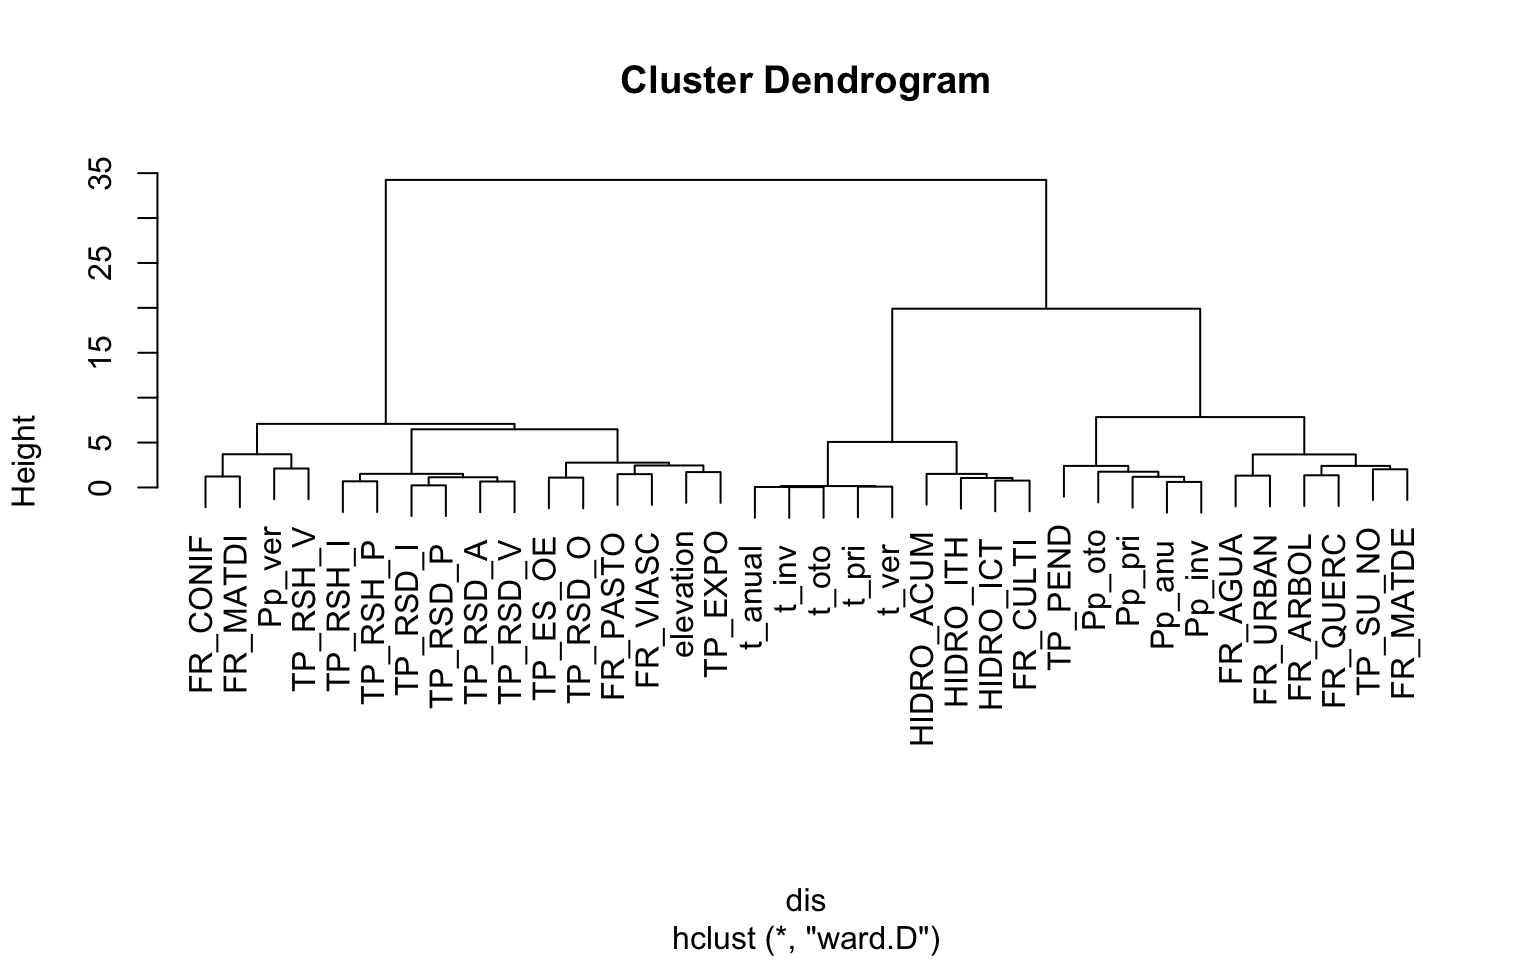 Cluster Dendrogram
Height
35
25
15
5
0
FR_CONIF
FR_MATDI
Pp_ver
TP_RSH_V
TP_RSH_I
TP_RSH_P
TP_RSD_I
TP_RSD_P
TP_RSD_A
TP_RSD_V
TP_ES_OE
TP_RSD_O
FR_PASTO
FR_VIASC
elevation
TP_EXPO
t_anual
t_inv
t_oto
t_pri
t_ver
HIDRO_ACUM
HIDRO_ITH
HIDRO_ICT
FR_CULTI
TP_PEND
Pp_oto
Pp_pri
Pp_anu
Pp_inv
FR_AGUA
FR_URBAN
FR_ARBOL
FR_QUERC
TP_SU_NO
FR_MATDE
dis
hclust (*, "ward.D")